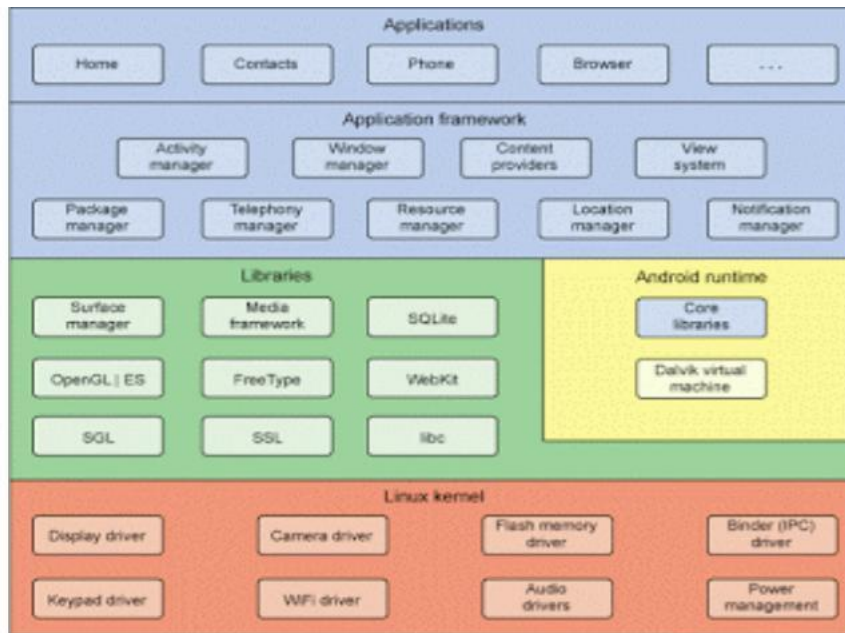 Applications
Home
Contacts
Phone
Browser
...
Application framework
Activity
manager
Window
manager
Content
providers
View
system
Package
manager
Telephony
manager
Resource
manager
Location
manager
Notification
manager
Libraries
Android runtime
Surface
manager
Media
framework
SQLite
Core
libraries
OpenGL | ES
FreeType
WebKit
Dalvik virtual
machine
SGL
SSL
libc
Linux kernel
Display driver
Camera driver
Flash memory
driver
Binder (IPC)
driver
Keypad driver
WiFi driver
Audio
drivers
Power
management